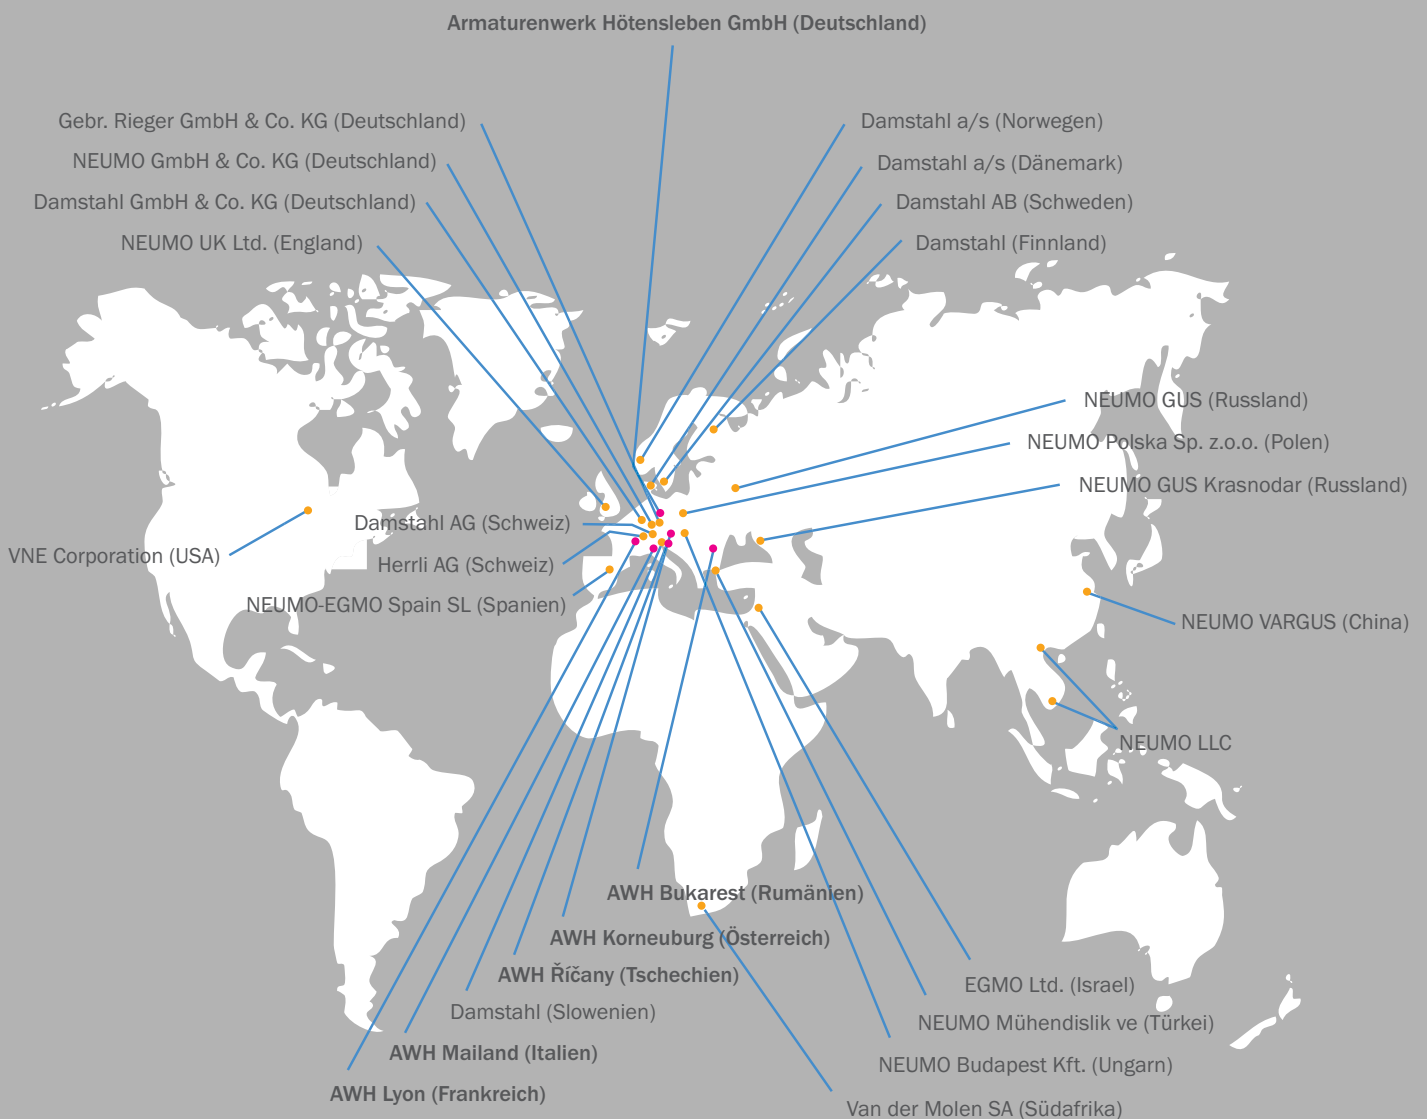 Armaturenwerk Hötensleben GmbH (Deutschland)
Gebr. Rieger GmbH & Co. KG (Deutschland)
NEUMO GmbH & Co. KG (Deutschland)
Damstahl GmbH & Co. KG (Deutschland)
NEUMO UK Ltd. (England)
Damstahl a/s (Norwegen)
Damstahl a/s (Dänemark)
Damstahl AB (Schweden)
Damstahl (Finnland)
NEUMO GUS (Russland)
NEUMO Polska Sp. z.o.o. (Polen)
NEUMO GUS Krasnodar (Russland)
Damstahl AG (Schweiz)
VNE Corporation (USA)
Herrli AG (Schweiz)
NEUMO-EGMO Spain SL (Spanien)
NEUMO VARGUS (China)
NEUMO LLC
AWH Bukarest (Rumänien)
AWH Korneuburg (Österreich)
AWH Říčany (Tschechien)
Damstahl (Slowenien)
AWH Mailand (Italien)
AWH Lyon (Frankreich)
EGMO Ltd. (Israel)
NEUMO Mühendislik ve (Türkei)
NEUMO Budapest Kft. (Ungarn)
Van der Molen SA (Südafrika)